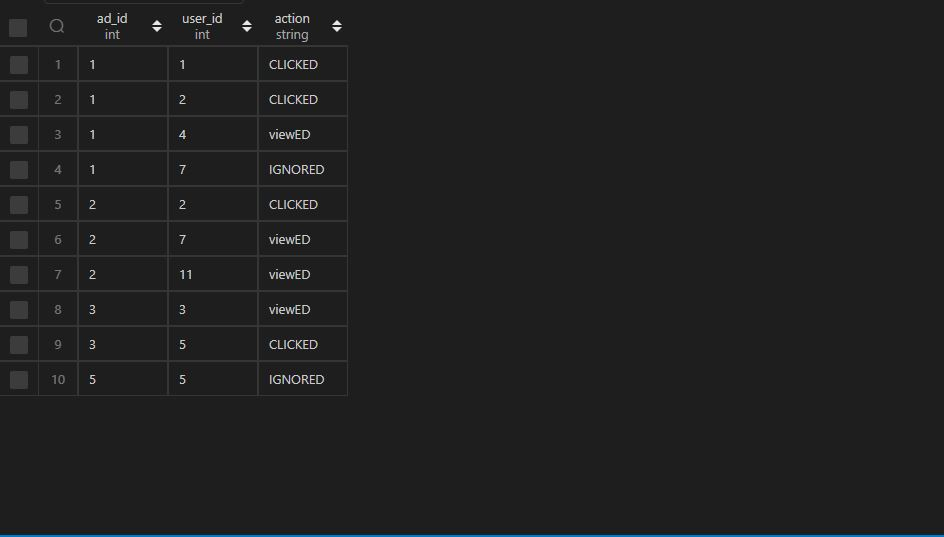 ad_id user_id action
int int string
1 1 1 CLICKED
2 1 2 CLICKED
3 1 4 viewED
4 1 7 IGNORED
5 2 2 CLICKED
6 2 7 viewED
7 2 11 viewED
8 3 3 viewED
9 3 5 CLICKED
10 5 5 IGNORED